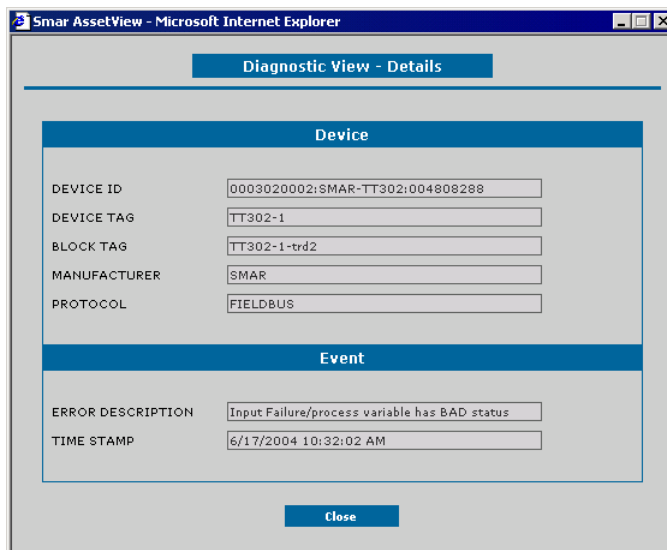 Smar AssetView - Microsoft Internet Explorer
Diagnostic View - Details
Device
DEVICE ID 0003020002:SMAR-TT302:004808288
DEVICE TAG TT302-1
BLOCK TAG TT302-1-trd2
MANUFACTURER SMAR
PROTOCOL FIELDBUS
Event
ERROR DESCRIPTION Input Failure/process variable has BAD status
TIME STAMP 6/17/2004 10:32:02 AM
Close